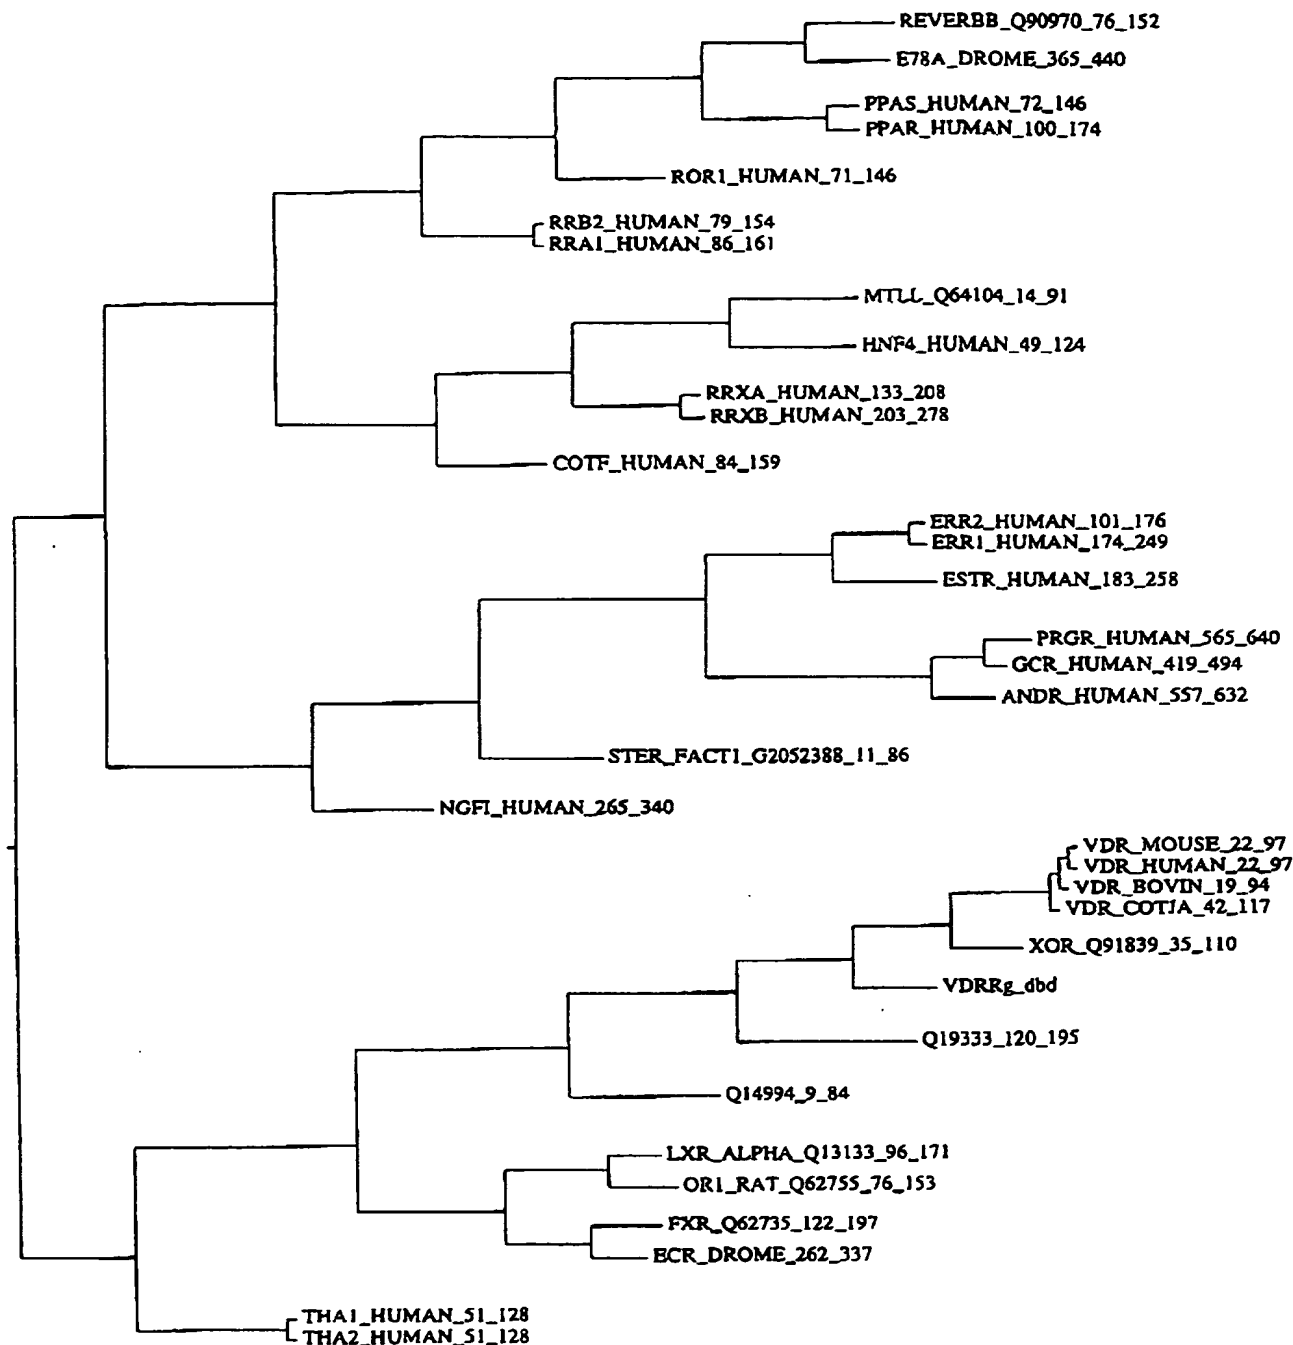 REVERBB_Q90970_76_152
E78A_DROME_365_440
PPAS_HUMAN_72_146
PPAR_HUMAN_100_174
ROR1_HUMAN_71_146
RRB2_HUMAN_79_154
RRA1_HUMAN_86_161
MTLL_Q64104_14_91
HNF4_HUMAN_49_124
RRXA_HUMAN_133_208
RRXB_HUMAN_203_278
COTF_HUMAN_84_159
ERR2_HUMAN_101_176
ERR1_HUMAN_174_249
ESTR_HUMAN_183_258
PRGR_HUMAN_565_640
GCR_HUMAN_419_494
ANDR_HUMAN_557_632
STER_FACT1_G2052388_11_86
NGFI_HUMAN_265_340
VDR_MOUSE_22_97
VDR_HUMAN_22_97
VDR_BOVIN_19_94
VDR_COTJA_42_117
XOR_Q91839_35_110
VDRRg_dbd
Q19333_120_195
Q14994_9_84
LXR_ALPHA_Q13133_96_171
OR1_RAT_Q62755_76_153
FXR_Q62735_122_197
ECR_DROME_262_337
THA1_HUMAN_51_128
THA2_HUMAN_51_128